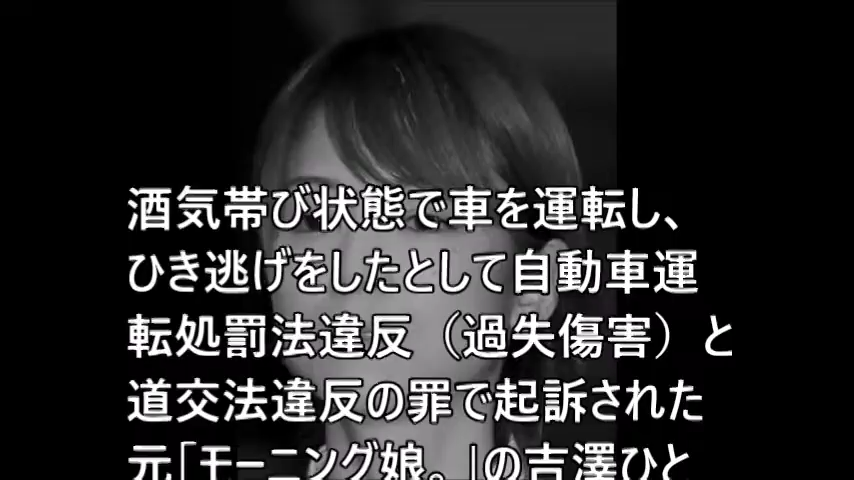 酒気帯び状態で車を運転し、
ひき逃げをしたとして自動車運
転処罰法違反（過失傷害）と
道交法違反の罪で起訴された
元「モーニング娘。」の吉澤ひと